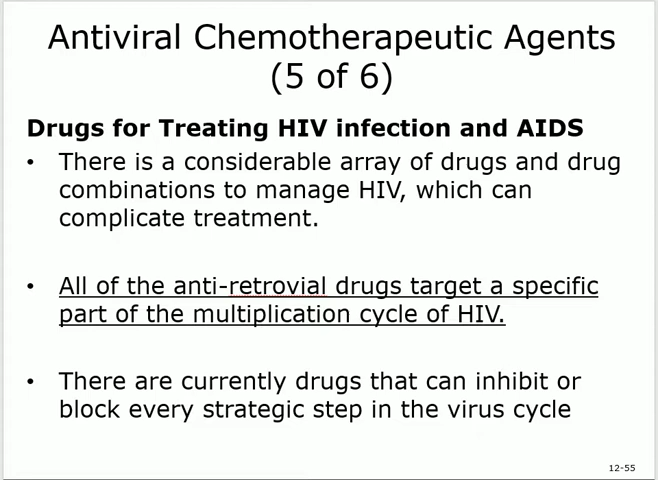 Antiviral Chemotherapeutic Agents
(5 of 6)
Drugs for Treating HIV infection and AIDS
• There is a considerable array of drugs and drug
combinations to manage HIV, which can
complicate treatment.
• All of the anti-retrovial drugs target a specific
part of the multiplication cycle of HIV.
• There are currently drugs that can inhibit or
block every strategic step in the virus cycle
12-55